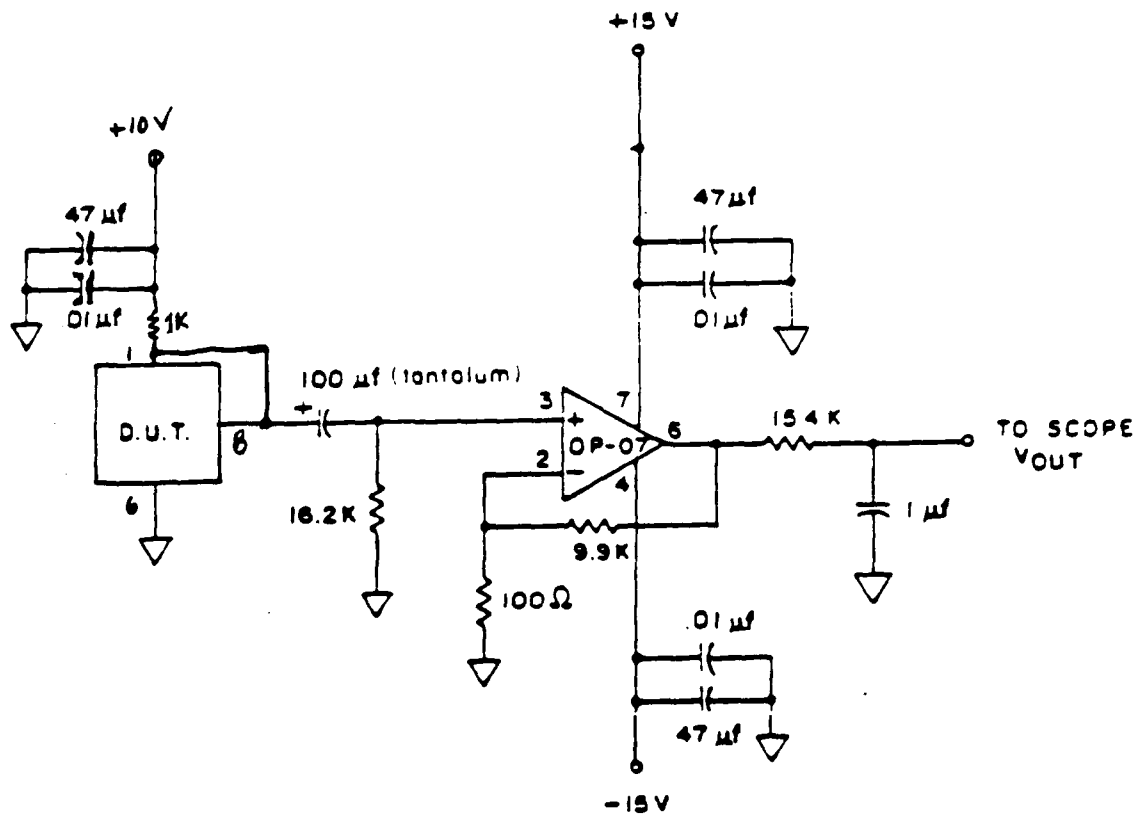 +15 V
+10 V
47 µf
.01 µf
1K
1
D.U.T.
8
6
100 µf (tantalum)
+
16.2K
47 µf
.01 µf
3
7
+
OP-07
6
2
−
4
9.9K
100 Ω
15.4 K
TO SCOPE
VOUT
1 µf
.01 µf
47 µf
-15 V